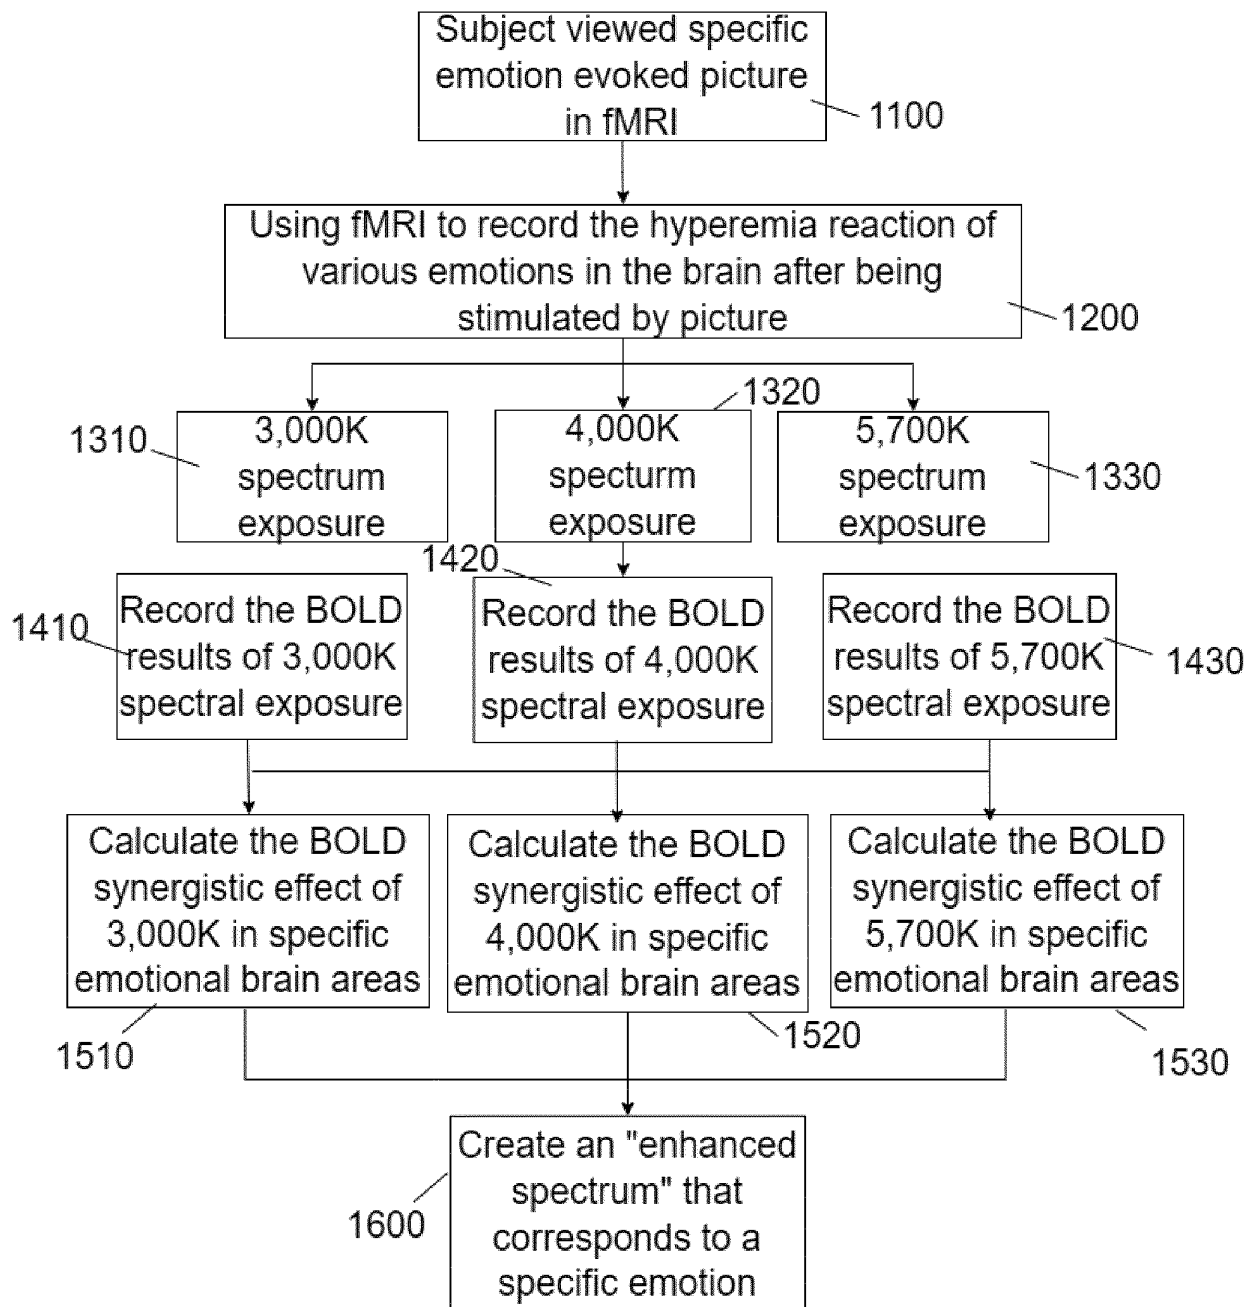 Subject viewed specific
emotion evoked picture
in fMRI
1100
Using fMRI to record the hyperemia reaction of
various emotions in the brain after being
stimulated by picture
1200
1310
3,000K
spectrum
exposure
1320
4,000K
specturm
exposure
5,700K
spectrum
exposure
1330
1410
Record the BOLD
results of 3,000K
spectral exposure
1420
Record the BOLD
results of 4,000K
spectral exposure
Record the BOLD
results of 5,700K
spectral exposure
1430
Calculate the BOLD
synergistic effect of
3,000K in specific
emotional brain areas
1510
Calculate the BOLD
synergistic effect of
4,000K in specific
emotional brain areas
1520
Calculate the BOLD
synergistic effect of
5,700K in specific
emotional brain areas
1530
Create an "enhanced
spectrum" that
corresponds to a
specific emotion
1600